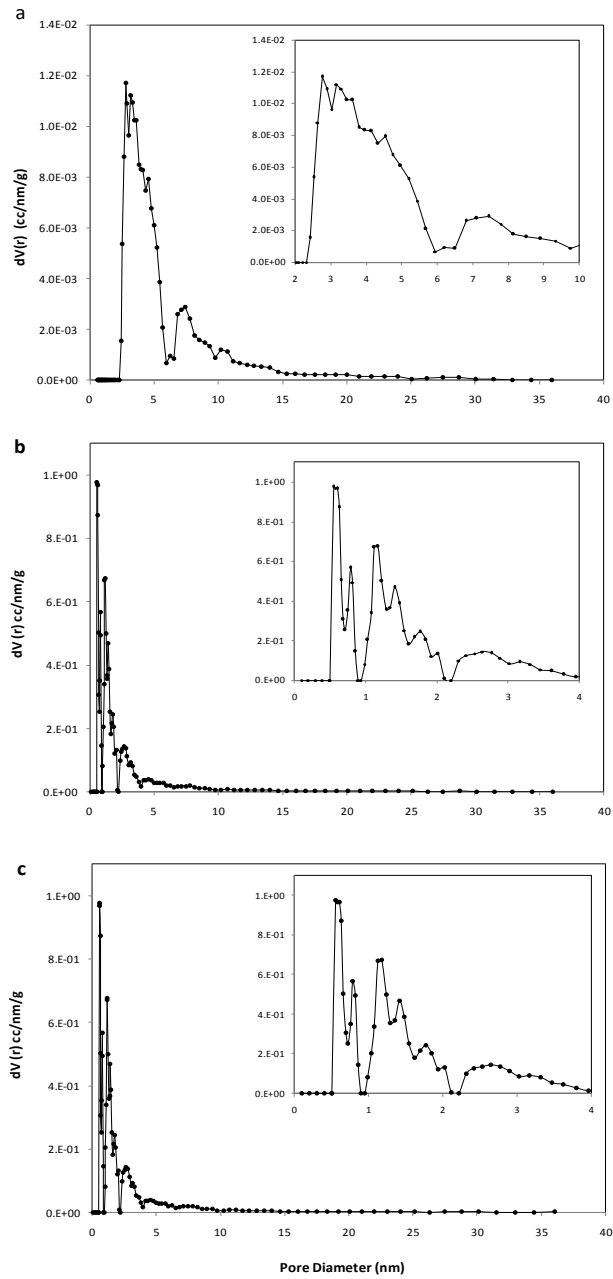 a
1.4E-02
1.2E-02
1.0E-02
8.0E-03
6.0E-03
4.0E-03
2.0E-03
0.0E+00
dV(r) (cc/nm/g)
0 5 10 15 20 25 30 35 40
1.4E-02
1.2E-02
1.0E-02
8.0E-03
6.0E-03
4.0E-03
2.0E-03
0.0E+00
2 3 4 5 6 7 8 9 10
b
1.E+00
8.E-01
6.E-01
4.E-01
2.E-01
0.E+00
dV (r) cc/nm/g
0 5 10 15 20 25 30 35 40
1.E+00
8.E-01
6.E-01
4.E-01
2.E-01
0.E+00
0 1 2 3 4
c
1.E+00
8.E-01
6.E-01
4.E-01
2.E-01
0.E+00
dV (r) cc/nm/g
0 5 10 15 20 25 30 35 40
1.E+00
8.E-01
6.E-01
4.E-01
2.E-01
0.E+00
0 1 2 3 4
Pore Diameter (nm)